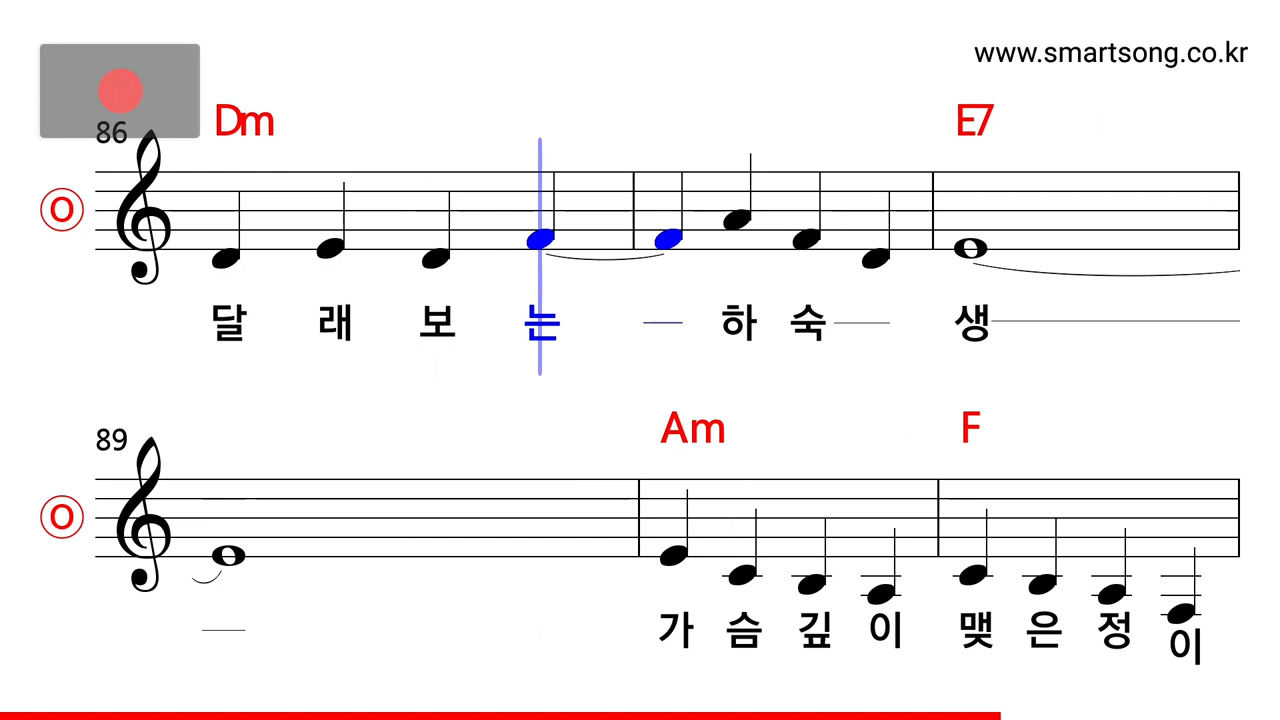 www.smartsong.co.kr
86 Dm E7
O
달 래 보 는 하 숙 생
89 Am F
O
가 슴 깊 이 맺 은 정 이